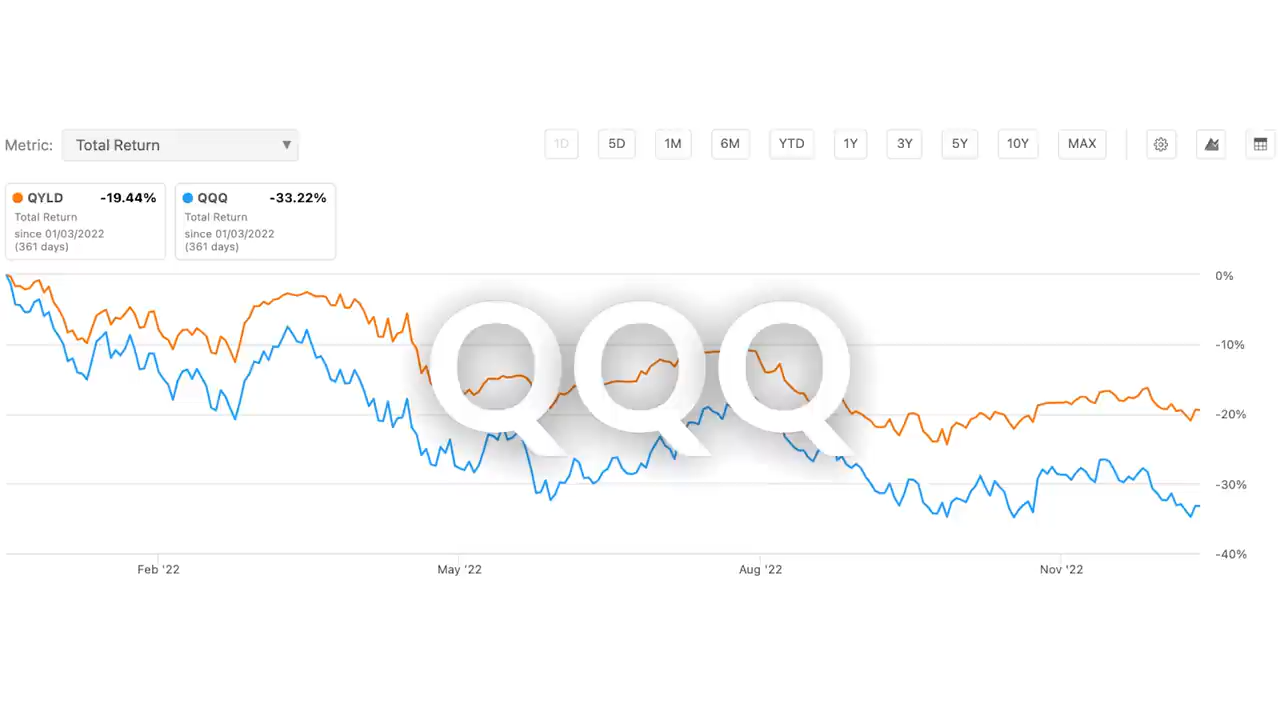 Metric: Total Return ▼ 1D 5D 1M 6M YTD 1Y 3Y 5Y 10Y MAX
QYLD -19.44%
Total Return
since 01/03/2022
(361 days)
QQQ -33.22%
Total Return
since 01/03/2022
(361 days)
0%
-10%
QQQ
-20%
-30%
-40%
Feb '22 May '22 Aug '22 Nov '22